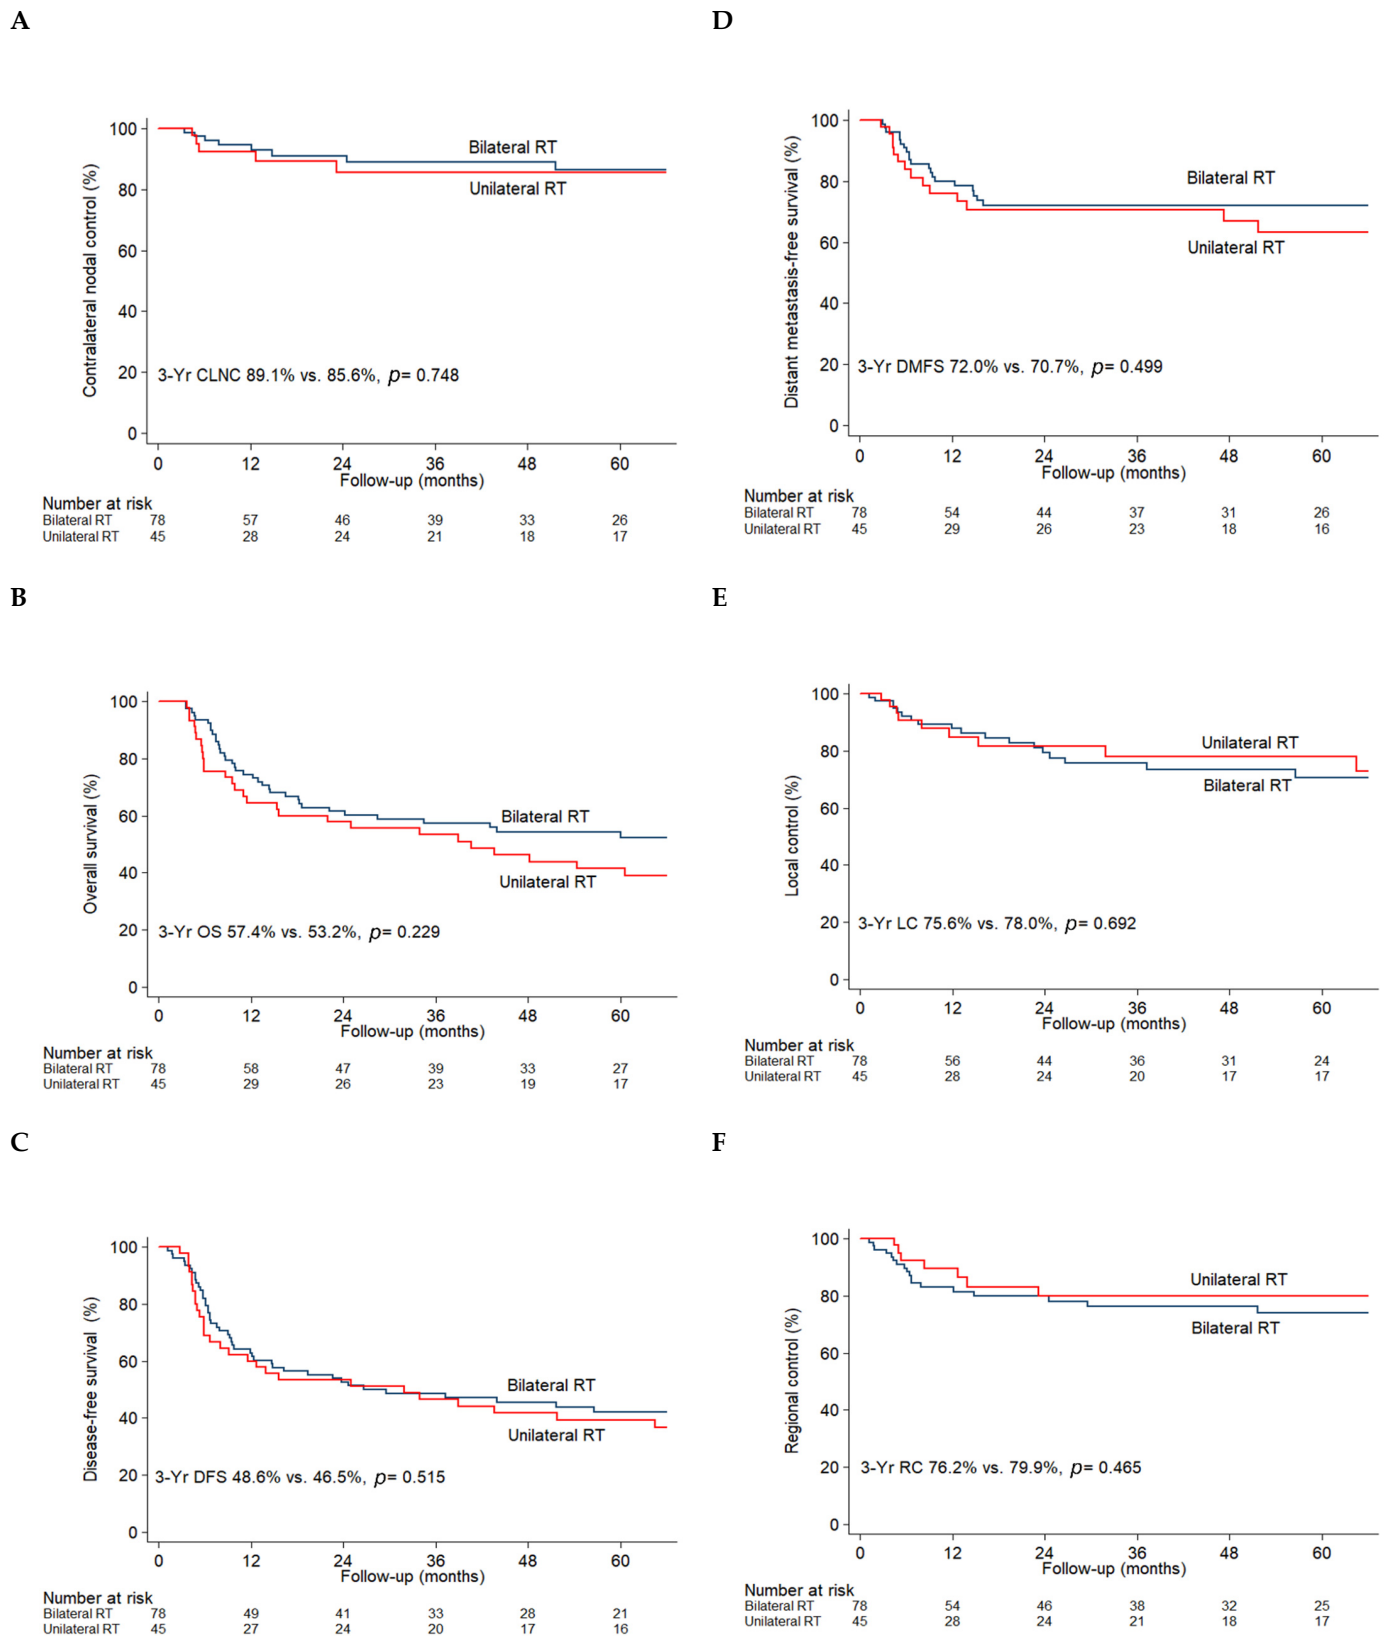 A
Contralateral nodal control (%)
100
80
60
40
20
0
Bilateral RT
Unilateral RT
3-Yr CLNC 89.1% vs. 85.6%, p= 0.748
0 12 24 36 48 60
Follow-up (months)
Number at risk
Bilateral RT 78 57 46 39 33 26
Unilateral RT 45 28 24 21 18 17
B
Overall survival (%)
100
80
60
40
20
0
Bilateral RT
Unilateral RT
3-Yr OS 57.4% vs. 53.2%, p= 0.229
0 12 24 36 48 60
Follow-up (months)
Number at risk
Bilateral RT 78 58 47 39 33 27
Unilateral RT 45 29 26 23 19 17
C
Disease-free survival (%)
100
80
60
40
20
0
Bilateral RT
Unilateral RT
3-Yr DFS 48.6% vs. 46.5%, p= 0.515
0 12 24 36 48 60
Follow-up (months)
Number at risk
Bilateral RT 78 49 41 33 28 21
Unilateral RT 45 27 24 20 17 16
D
Distant metastasis-free survival (%)
100
80
60
40
20
0
Bilateral RT
Unilateral RT
3-Yr DMFS 72.0% vs. 70.7%, p= 0.499
0 12 24 36 48 60
Follow-up (months)
Number at risk
Bilateral RT 78 54 44 37 31 26
Unilateral RT 45 29 26 23 18 16
E
Local control (%)
100
80
60
40
20
0
Unilateral RT
Bilateral RT
3-Yr LC 75.6% vs. 78.0%, p= 0.692
0 12 24 36 48 60
Follow-up (months)
Number at risk
Bilateral RT 78 56 44 36 31 24
Unilateral RT 45 28 24 20 17 17
F
Regional control (%)
100
80
60
40
20
0
Unilateral RT
Bilateral RT
3-Yr RC 76.2% vs. 79.9%, p= 0.465
0 12 24 36 48 60
Follow-up (months)
Number at risk
Bilateral RT 78 54 46 38 32 25
Unilateral RT 45 28 24 21 18 17